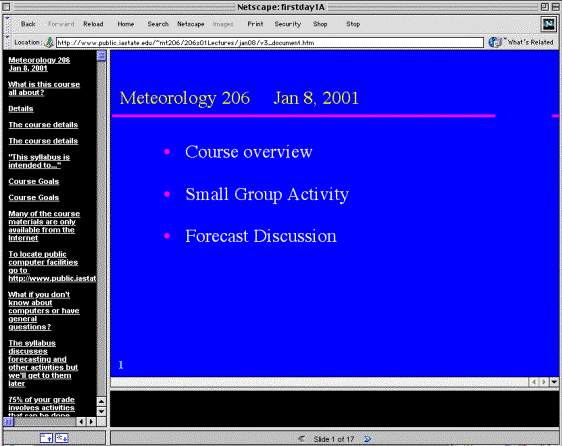 Netscape: firstday1A
Back Forward Reload Home Search Netscape Images Print Security Shop Stop
Location: http://www.public.iastate.edu/~mt206/206s01Lectures/jan08/v3_document.htm What's Related
Meteorology 206
Jan 8, 2001
What is this course
all about?
Details
The course details
The course details
"This syllabus is
intended to..."
Course Goals
Course Goals
Many of the course
materials are only
available from the
Internet
To locate public
computer facilities
go to
http://www.public.iastat
What if you don't
know about
computers or have
general
questions?
The syllabus
discusses
forecasting and
other activities but
we'll get to them
later
75% of your grade
involves activities
that can be done
Meteorology 206 Jan 8, 2001
• Course overview
• Small Group Activity
• Forecast Discussion
1
Slide 1 of 17